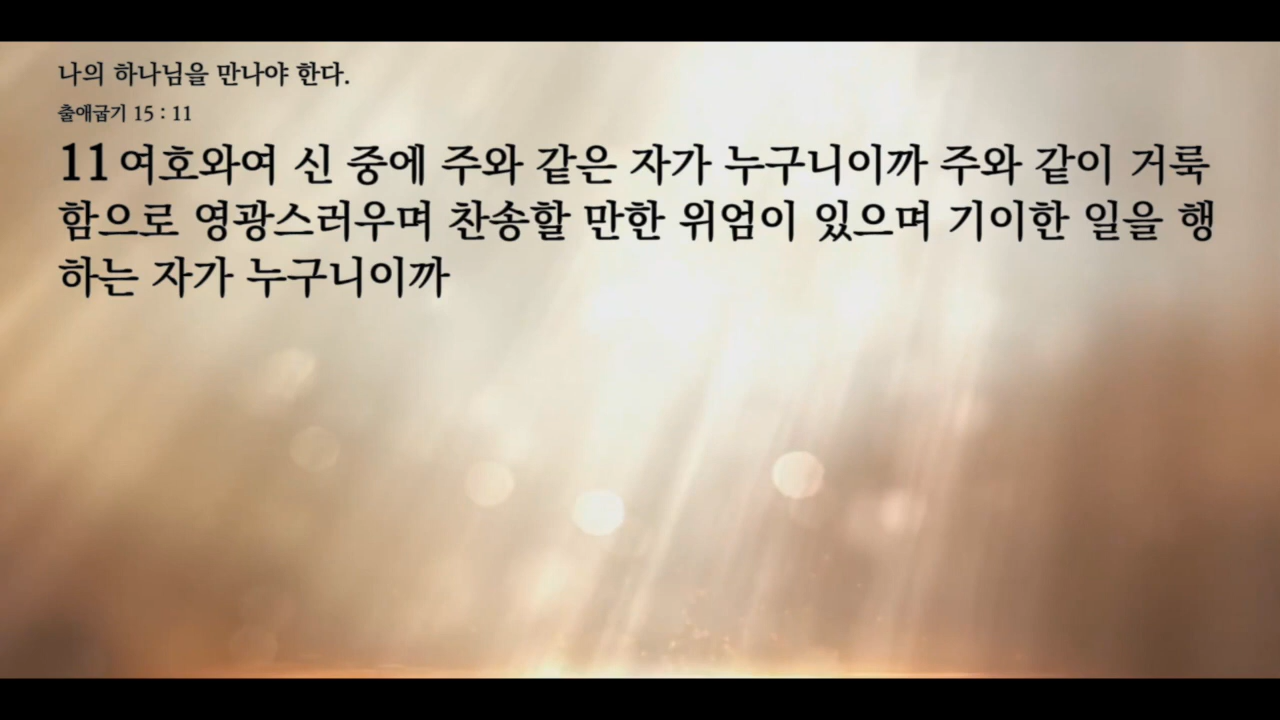 나의 하나님을 만나야 한다.
출애굽기 15 : 11
11 여호와여 신 중에 주와 같은 자가 누구니이까 주와 같이 거룩
함으로 영광스러우며 찬송할 만한 위엄이 있으며 기이한 일을 행
하는 자가 누구니이까